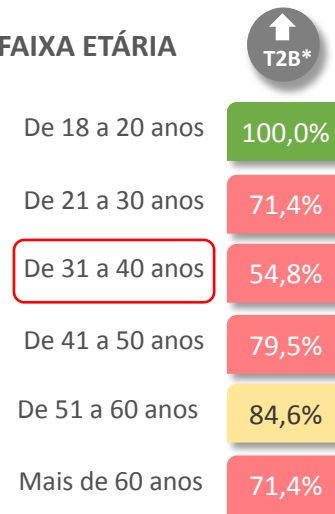 FAIXA ETÁRIA
T2B*
De 18 a 20 anos 100,0%
De 21 a 30 anos 71,4%
De 31 a 40 anos 54,8%
De 41 a 50 anos 79,5%
De 51 a 60 anos 84,6%
Mais de 60 anos 71,4%